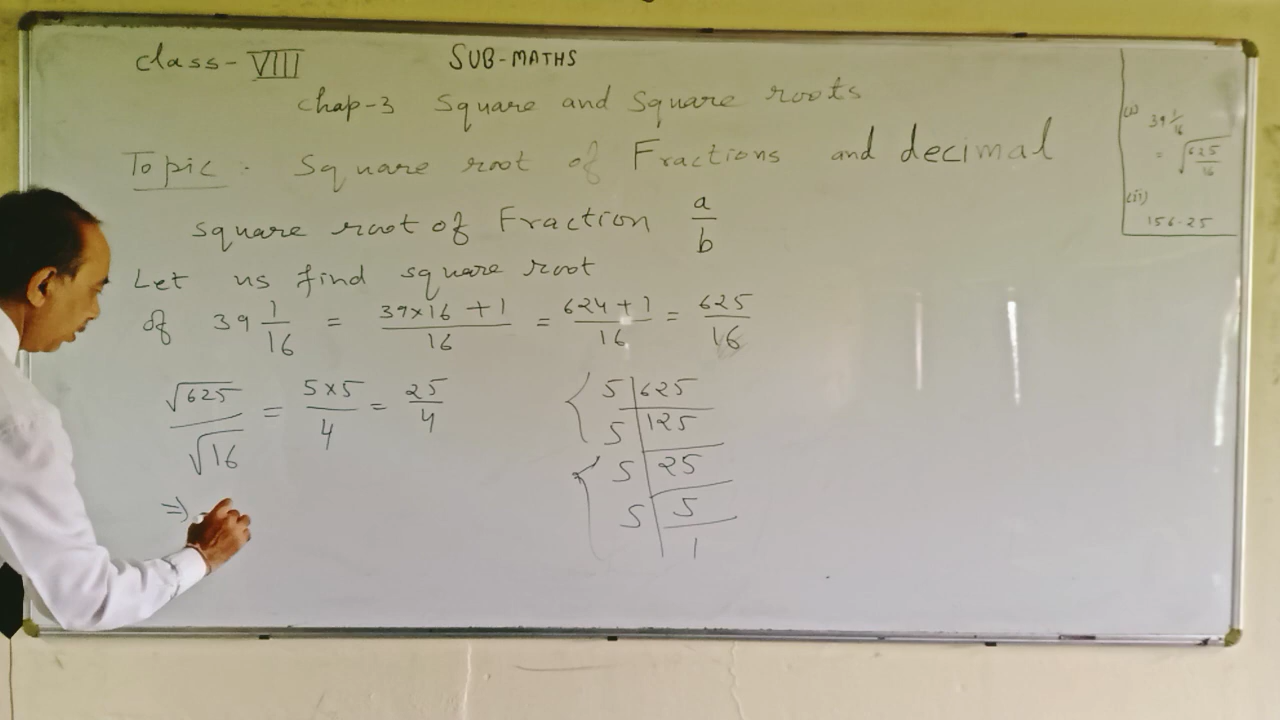 Class-VIII SUB-MATHS
Chap-3 Square and Square roots
Topic. Square root of Fractions and decimal
square root of Fraction a/b
Let us find square root
of 39 1/16 = 39×16+1/16 = 624+1/16 = 625/16
√625/√16 = 5×5/4 = 25/4
⇒
5 | 625
5 | 125
5 | 25
5 | 5
1
(i) 39 1/16
= √625/16
(ii)
156.25